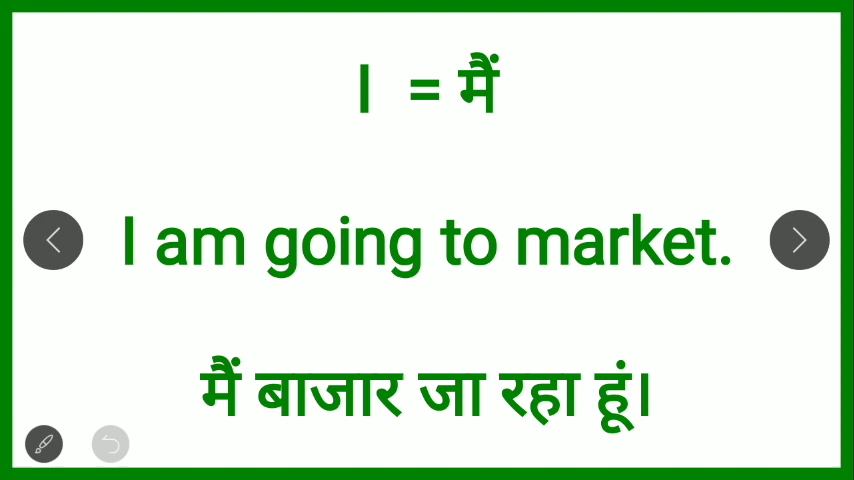 I = मैं
I am going to market.
मैं बाजार जा रहा हूं।